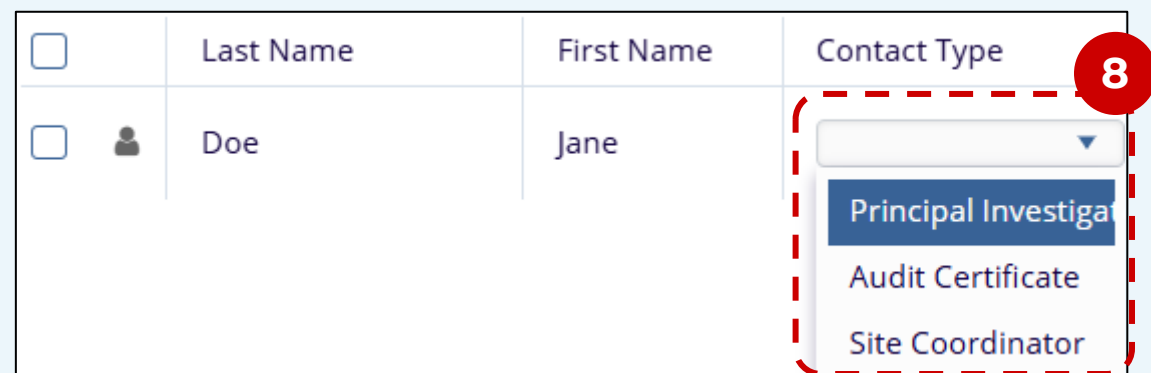 Last Name First Name Contact Type
8
Doe Jane
Principal Investigat
Audit Certificate
Site Coordinator